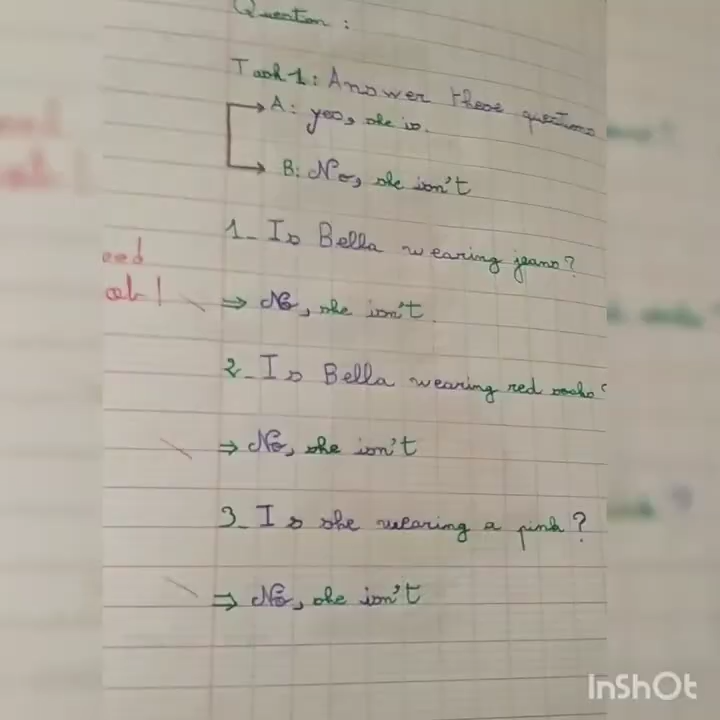 Question :
Task 1: Answer these questions
A: yes, she is.
B: No, she isn't
1_ Is Bella wearing jeans?
⇒ No, she isn't.
2_ Is Bella wearing red socks?
⇒ No, she isn't
3_ Is she wearing a pink?
⇒ No, she isn't
InShOt